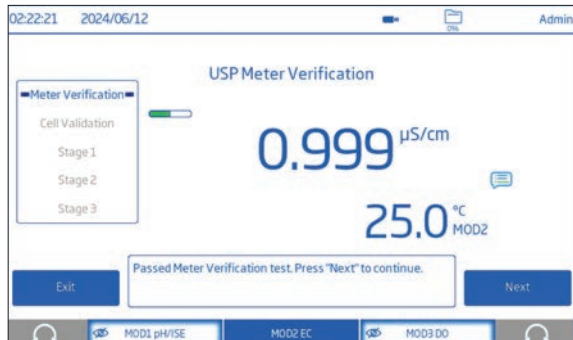 02:22:21 2024/06/12 0% Admin
USP Meter Verification
Meter Verification
Cell Validation
Stage 1
Stage 2
Stage 3
0.999 µS/cm
25.0 °C MOD2
Passed Meter Verification test. Press "Next" to continue.
Exit
Next
MOD1 pH/ISE MOD2 EC MOD3 DO